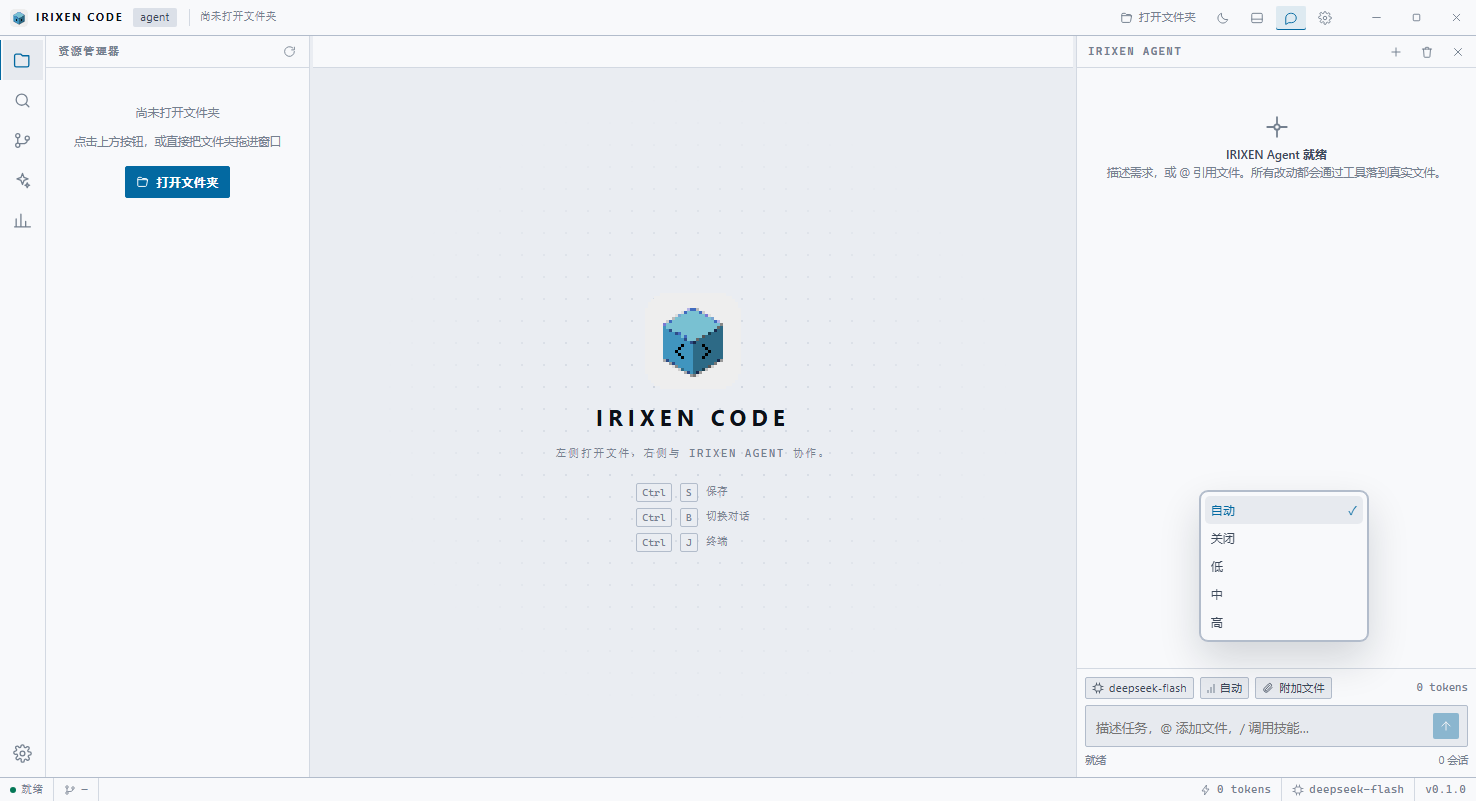 IRIXEN CODE agent 尚未打开文件夹 打开文件夹
资源管理器
尚未打开文件夹
点击上方按钮，或直接把文件夹拖进窗口
打开文件夹
IRIXEN CODE
左侧打开文件，右侧与 IRIXEN AGENT 协作。
Ctrl S 保存
Ctrl B 切换对话
Ctrl J 终端
IRIXEN AGENT
IRIXEN Agent 就绪
描述需求，或 @ 引用文件。所有改动都会通过工具落到真实文件。
自动
关闭
低
中
高
deepseek-flash 自动 附加文件 0 tokens
描述任务，@ 添加文件，/ 调用技能…
就绪 0 会话
就绪 — 0 tokens deepseek-flash v0.1.0